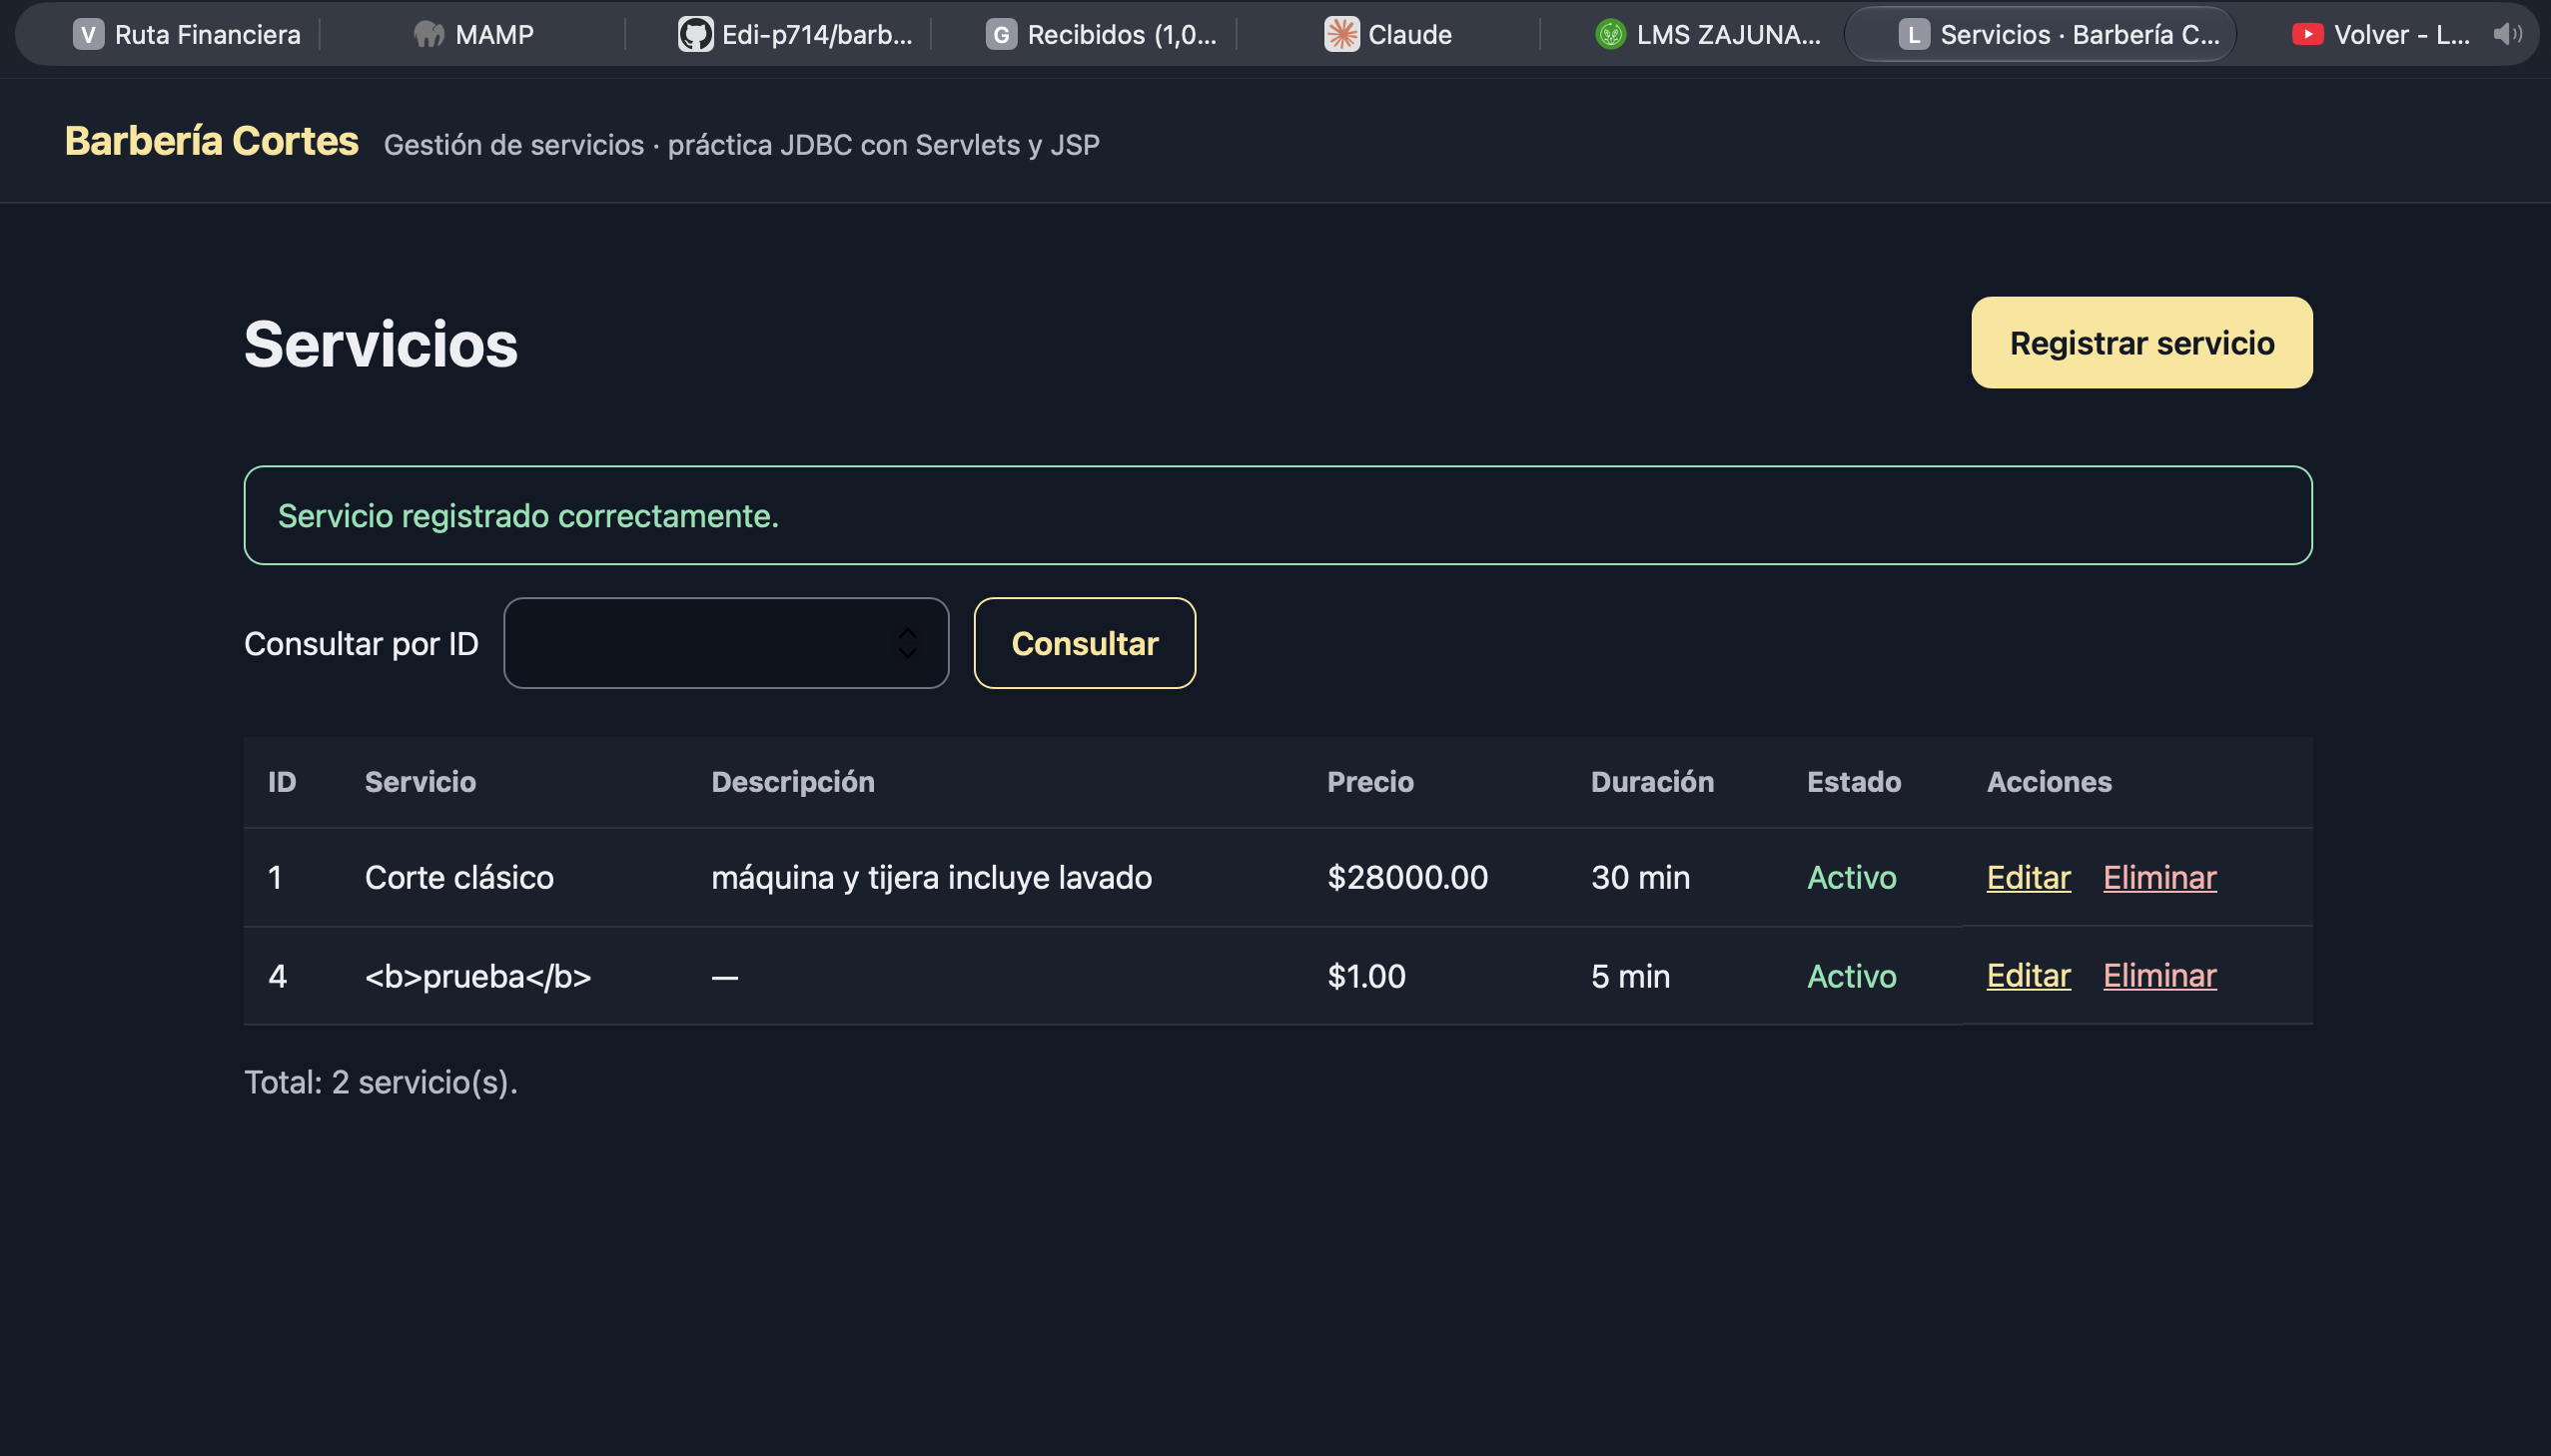 V Ruta Financiera MAMP Edi-p714/barb... G Recibidos (1,0... Claude LMS ZAJUNA... L Servicios · Barbería C... Volver - L...
Barbería Cortes Gestión de servicios · práctica JDBC con Servlets y JSP
Servicios Registrar servicio
Servicio registrado correctamente.
Consultar por ID Consultar
ID Servicio Descripción Precio Duración Estado Acciones
1 Corte clásico máquina y tijera incluye lavado $28000.00 30 min Activo Editar Eliminar
4 <b>prueba</b> — $1.00 5 min Activo Editar Eliminar
Total: 2 servicio(s).